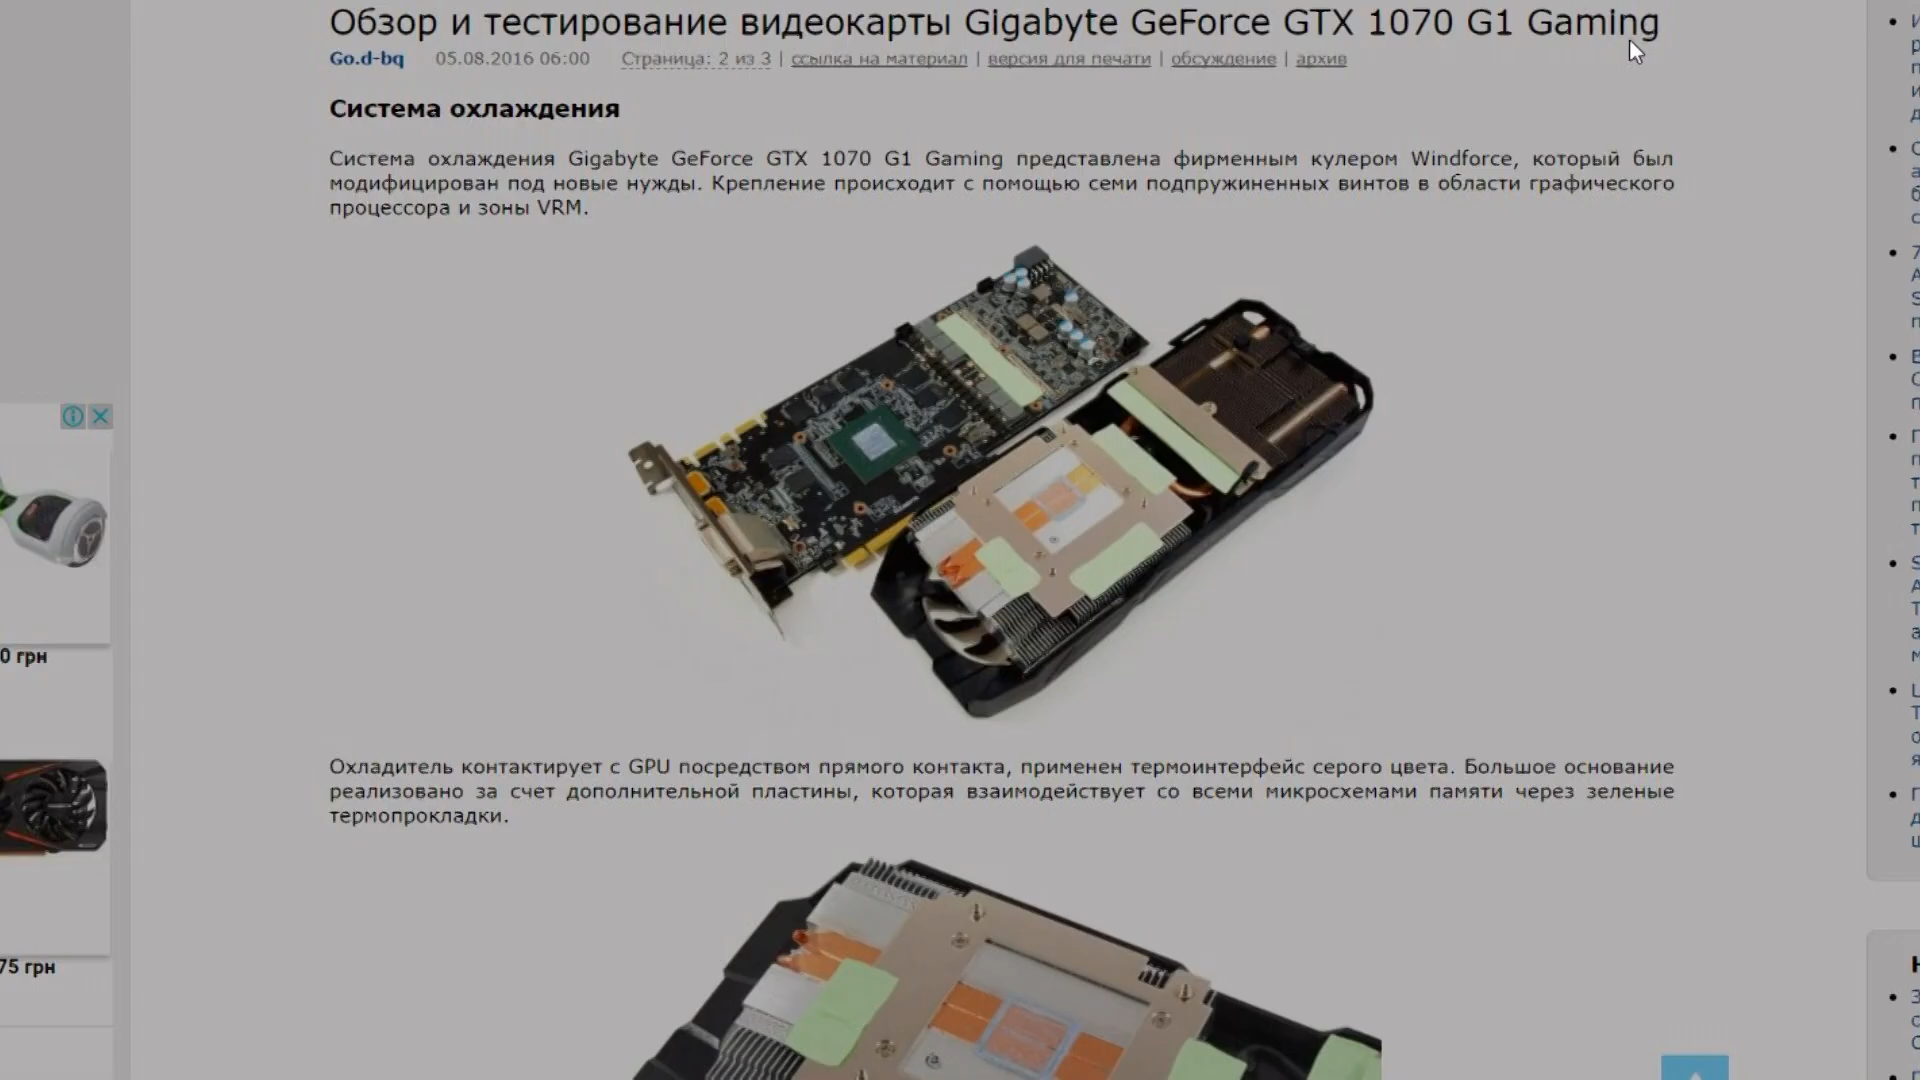 Обзор и тестирование видеокарты Gigabyte GeForce GTX 1070 G1 Gaming
Go.d-bq 05.08.2016 06:00 Страница: 2 из 3 | ссылка на материал | версия для печати | обсуждение | архив
Система охлаждения
Система охлаждения Gigabyte GeForce GTX 1070 G1 Gaming представлена фирменным кулером Windforce, который был
модифицирован под новые нужды. Крепление происходит с помощью семи подпружиненных винтов в области графического
процессора и зоны VRM.
0 грн
Охладитель контактирует с GPU посредством прямого контакта, применен термоинтерфейс серого цвета. Большое основание
реализовано за счет дополнительной пластины, которая взаимодействует со всеми микросхемами памяти через зеленые
термопрокладки.
75 грн